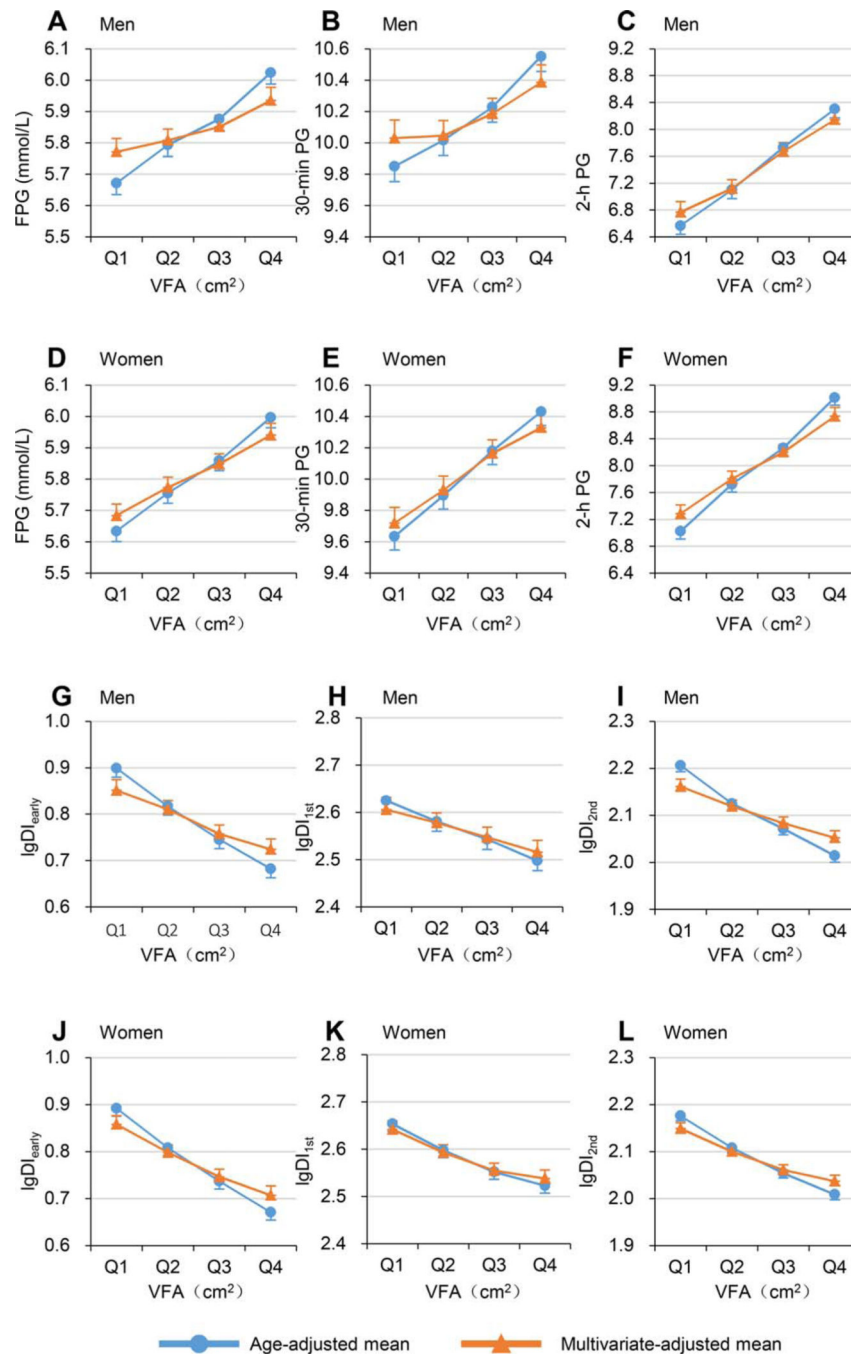 A Men
FPG (mmol/L)
6.1
6.0
5.9
5.8
5.7
5.6
5.5
Q1 Q2 Q3 Q4
VFA（cm²）
B Men
30-min PG
10.6
10.4
10.2
10.0
9.8
9.6
9.4
Q1 Q2 Q3 Q4
VFA（cm²）
C Men
2-h PG
9.2
8.8
8.4
8.0
7.6
7.2
6.8
6.4
Q1 Q2 Q3 Q4
VFA（cm²）
D Women
FPG (mmol/L)
6.1
6.0
5.9
5.8
5.7
5.6
5.5
Q1 Q2 Q3 Q4
VFA（cm²）
E Women
30-min PG
10.6
10.4
10.2
10.0
9.8
9.6
9.4
Q1 Q2 Q3 Q4
VFA（cm²）
F Women
2-h PG
9.2
8.8
8.4
8.0
7.6
7.2
6.8
6.4
Q1 Q2 Q3 Q4
VFA（cm²）
G Men
lgDI early
1.0
0.9
0.8
0.7
0.6
Q1 Q2 Q3 Q4
VFA（cm²）
H Men
lgDI 1st
2.8
2.7
2.6
2.5
2.4
Q1 Q2 Q3 Q4
VFA（cm²）
I Men
lgDI 2nd
2.3
2.2
2.1
2.0
1.9
Q1 Q2 Q3 Q4
VFA（cm²）
J Women
lgDI early
1.0
0.9
0.8
0.7
0.6
Q1 Q2 Q3 Q4
VFA（cm²）
K Women
lgDI 1st
2.8
2.7
2.6
2.5
2.4
Q1 Q2 Q3 Q4
VFA（cm²）
L Women
lgDI 2nd
2.3
2.2
2.1
2.0
1.9
Q1 Q2 Q3 Q4
VFA（cm²）
Age-adjusted mean Multivariate-adjusted mean